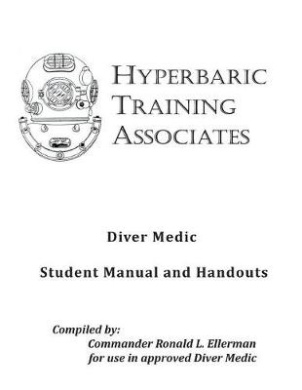 HYPERBARIC
TRAINING
ASSOCIATES
Diver Medic
Student Manual and Handouts
Compiled by:
Commander Ronald L. Ellerman
for use in approved Diver Medic